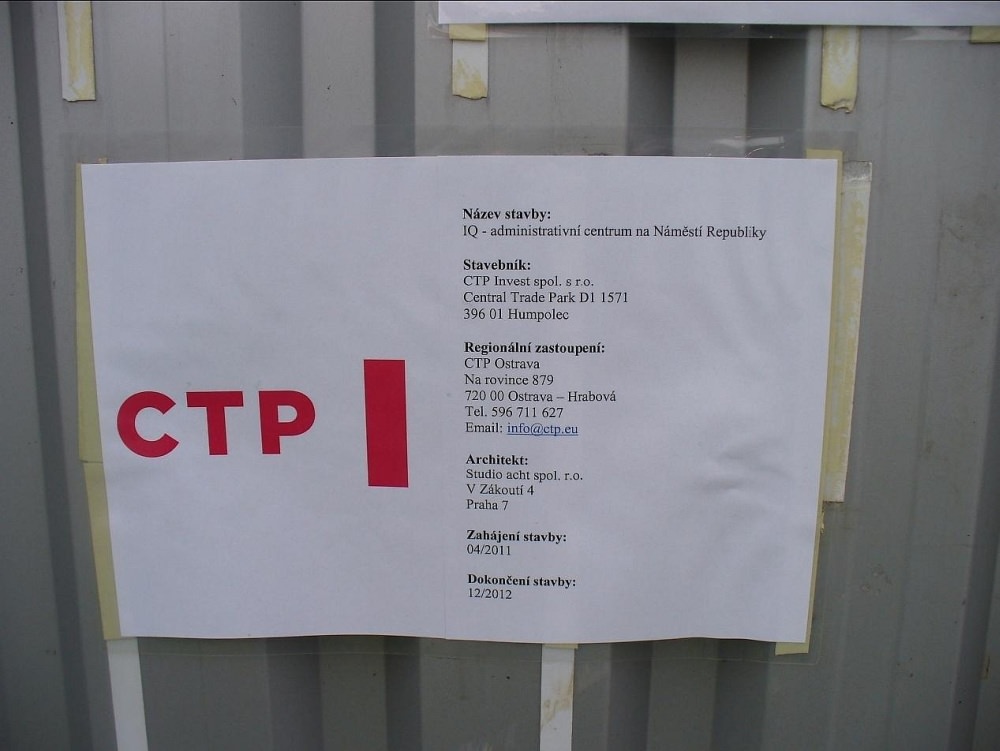 CTP
Název stavby:
IQ - administrativní centrum na Náměstí Republiky
Stavebník:
CTP Invest spol. s r.o.
Central Trade Park D1 1571
396 01 Humpolec
Regionální zastoupení:
CTP Ostrava
Na rovince 879
720 00 Ostrava – Hrabová
Tel. 596 711 627
Email: info@ctp.eu
Architekt:
Studio acht spol. r.o.
V Zákoutí 4
Praha 7
Zahájení stavby:
04/2011
Dokončení stavby:
12/2012